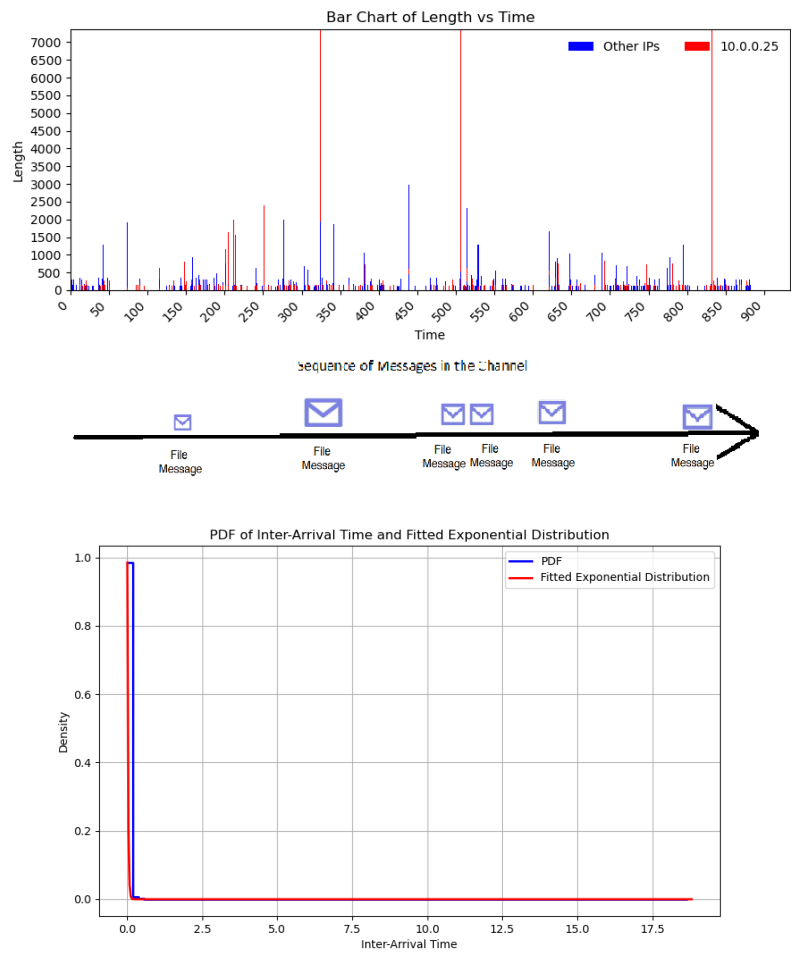 Bar Chart of Length vs Time
Other IPs
10.0.0.25
7000
6500
6000
5500
5000
4500
4000
3500
3000
2500
2000
1500
1000
500
0
Length
0 50 100 150 200 250 300 350 400 450 500 550 600 650 700 750 800 850 900
Time
Sequence of Messages in the Channel
File Message
File Message
File Message
File Message
File Message
File Message
PDF of Inter-Arrival Time and Fitted Exponential Distribution
PDF
Fitted Exponential Distribution
1.0
0.8
0.6
0.4
0.2
0.0
Density
0.0 2.5 5.0 7.5 10.0 12.5 15.0 17.5
Inter-Arrival Time